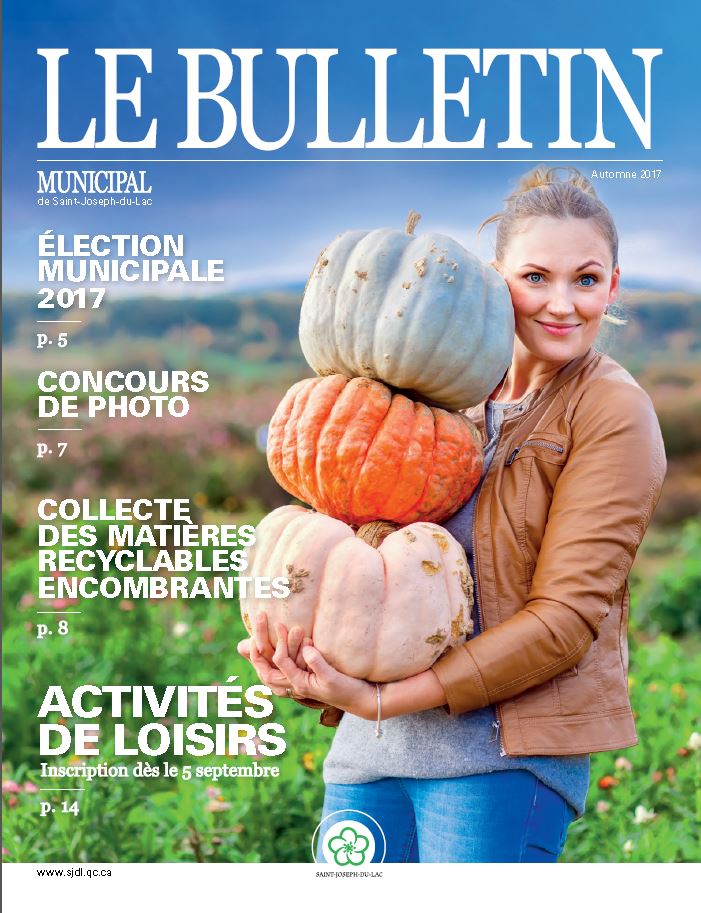 LE BULLETIN
MUNICIPAL
de Saint-Joseph-du-Lac
Automne 2017
ÉLECTION
MUNICIPALE
2017
p. 5
CONCOURS
DE PHOTO
p. 7
COLLECTE
DES MATIÈRES
RECYCLABLES
ENCOMBRANTES
p. 8
ACTIVITÉS
DE LOISIRS
Inscription dès le 5 septembre
p. 14
www.sjdl.qc.ca
SAINT-JOSEPH-DU-LAC